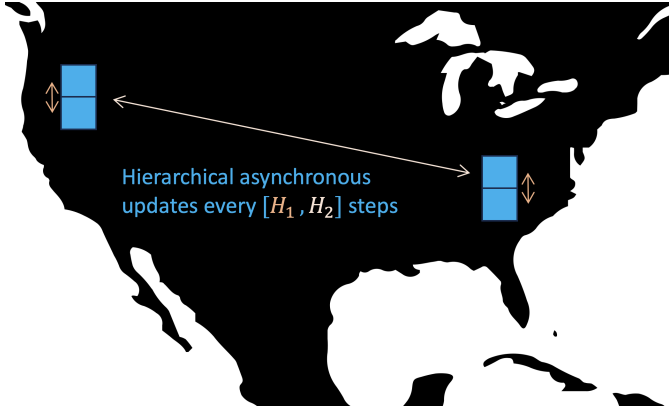 Hierarchical asynchronous
updates every [H₁ , H₂] steps